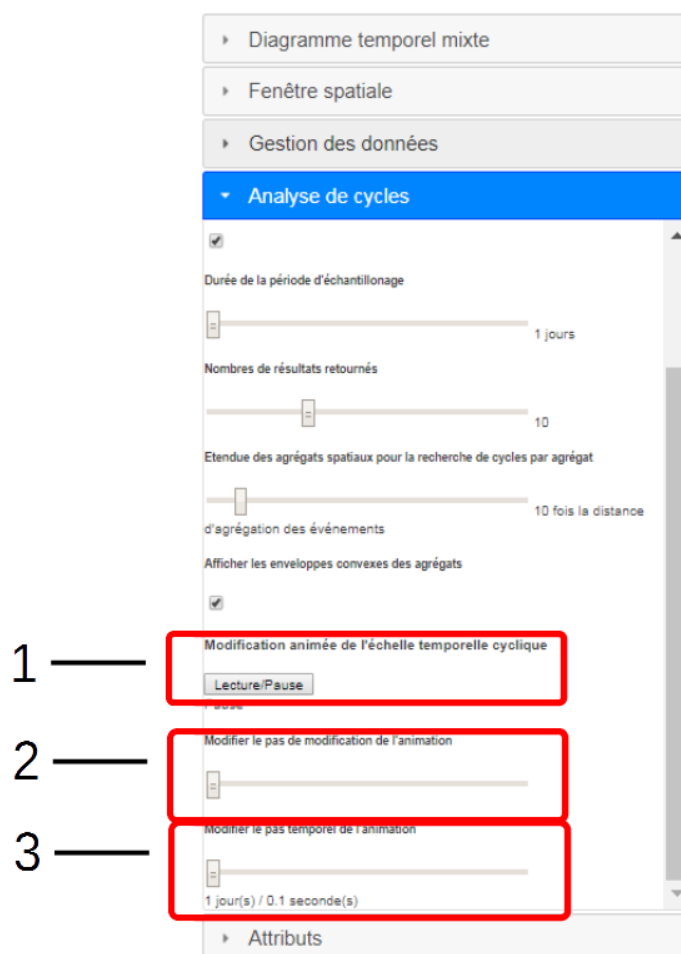 Diagramme temporel mixte
Fenêtre spatiale
Gestion des données
Analyse de cycles
Durée de la période d'échantillonage
1 jours
Nombres de résultats retournés
10
Etendue des agrégats spatiaux pour la recherche de cycles par agrégat
10 fois la distance
d'agrégation des événements
Afficher les enveloppes convexes des agrégats
1
Modification animée de l'échelle temporelle cyclique
Lecture/Pause
Pause
2
Modifier le pas de modification de l'animation
3
Modifier le pas temporel de l'animation
1 jour(s) / 0.1 seconde(s)
Attributs